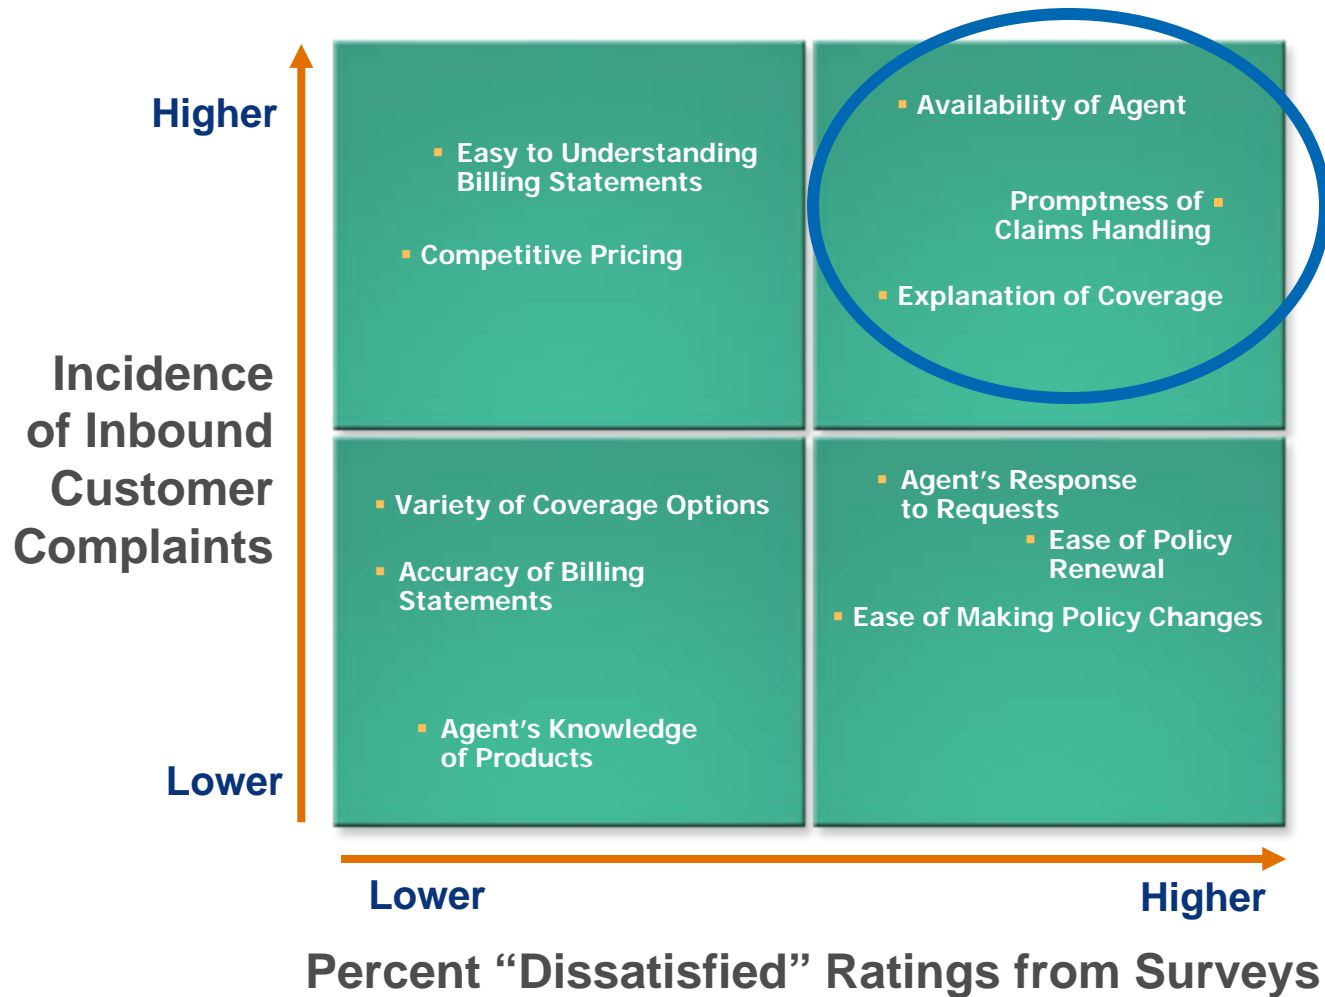 Higher
Incidence
of Inbound
Customer
Complaints
Lower
▪ Easy to Understanding
Billing Statements
▪ Competitive Pricing
▪ Availability of Agent
Promptness of ▪
Claims Handling
▪ Explanation of Coverage
▪ Variety of Coverage Options
▪ Accuracy of Billing
Statements
▪ Agent’s Knowledge
of Products
▪ Agent’s Response
to Requests
▪ Ease of Policy
Renewal
▪ Ease of Making Policy Changes
Lower
Higher
Percent “Dissatisfied” Ratings from Surveys